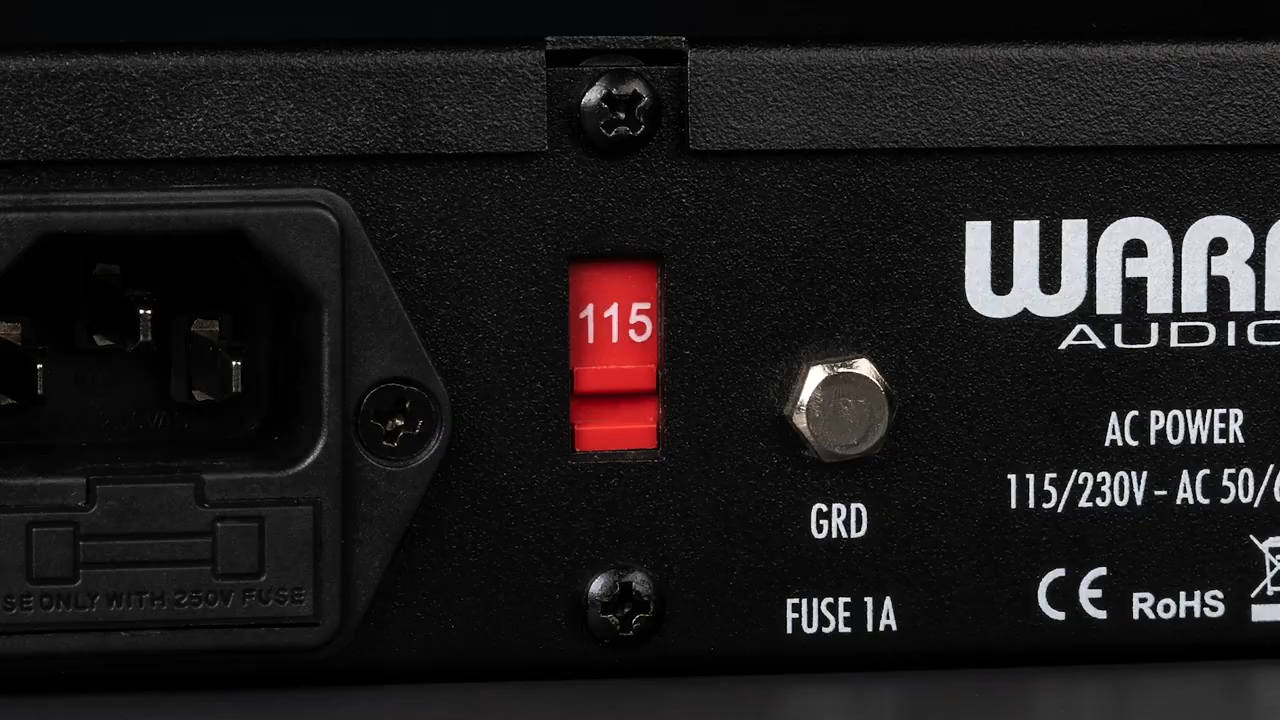 115
WARM
AUDIO
AC POWER
115/230V - AC 50/6
GRD
SE ONLY WITH 250V FUSE
FUSE 1A
CE RoHS